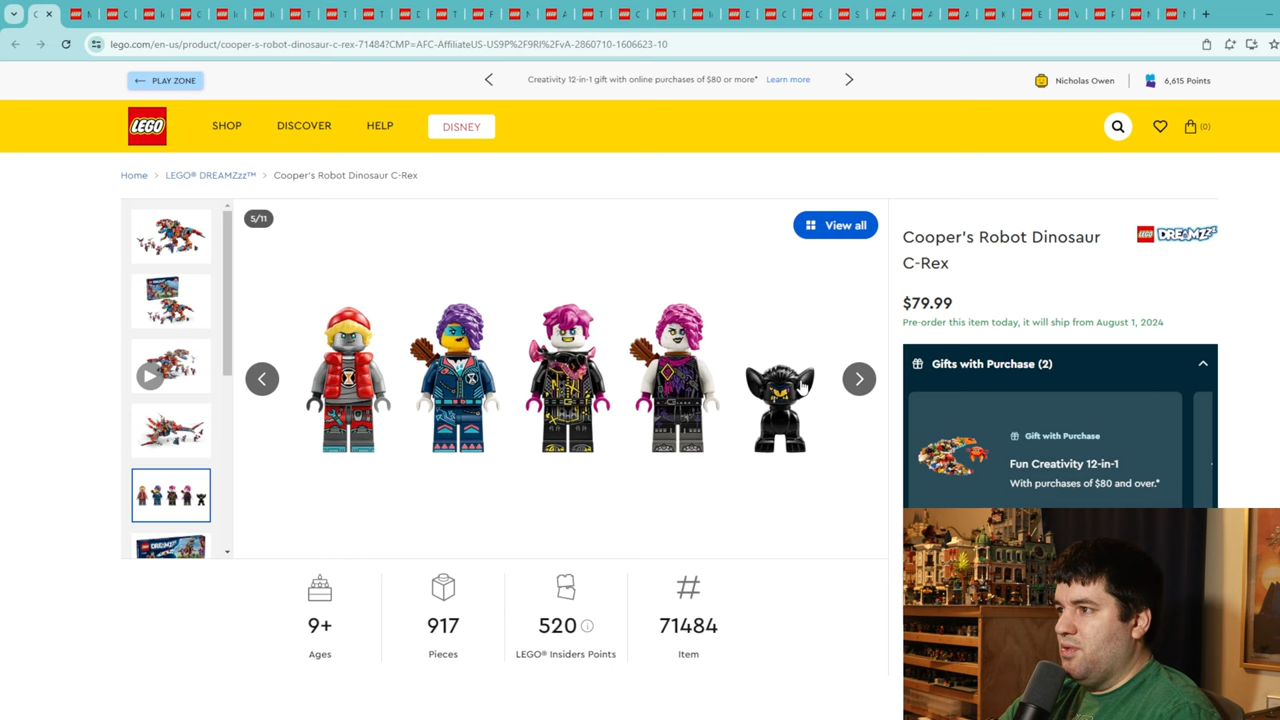 lego.com/en-us/product/cooper-s-robot-dinosaur-c-rex-71484?CMP=AFC-AffiliateUS-US9P%2F9RI%2FvA-2860710-1606623-10
← PLAY ZONE
Creativity 12-in-1 gift with online purchases of $80 or more* Learn more
Nicholas Owen
6,615 Points
LEGO
SHOP
DISCOVER
HELP
DISNEY
(0)
Home > LEGO® DREAMZzz™ > Cooper's Robot Dinosaur C-Rex
5/11
View all
Cooper's Robot Dinosaur
C-Rex
LEGO DREAMZzz
$79.99
Pre-order this item today, it will ship from August 1, 2024
Gifts with Purchase (2)
Gift with Purchase
Fun Creativity 12-in-1
With purchases of $80 and over.*
9+
Ages
917
Pieces
520
LEGO® Insiders Points
#
71484
Item